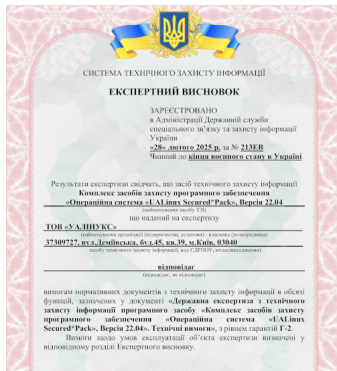 СИСТЕМА ТЕХНІЧНОГО ЗАХИСТУ ІНФОРМАЦІЇ
ЕКСПЕРТНИЙ ВИСНОВОК
ЗАРЕЄСТРОВАНО
в Адміністрації Державної служби
спеціального зв’язку та захисту інформації
України
«28» лютого 2025 р. за № 213ЕВ
Чинний до кінця воєнного стану в Україні
Результати експертизи свідчать, що засіб технічного захисту інформації
Комплекс засобів захисту програмного забезпечення
«Операційна система «UALinux Secured*Pack», Версія 22.04
(найменування засобу ТЗІ)
що наданий на експертизу
ТОВ «УАЛІНУКС»
(найменування організації (підприємства, установи) - власника (розпорядника)
37309727, вул.Деміївська, буд.45, кв.39, м.Київ, 03040
засобу технічного захисту інформації, код ЄДРПОУ, місцезнаходження)
відповідає
(відповідає, не відповідає)
вимогам нормативних документів з технічного захисту інформації в обсязі
функцій, зазначених у документі «Державна експертиза з технічного
захисту інформації програмного засобу «Комплекс засобів захисту
програмного забезпечення «Операційна система «UALinux
Secured*Pack», Версія 22.04». Технічні вимоги», з рівнем гарантій Г-2.
Вимоги щодо умов експлуатації об’єкта експертизи визначені у
відповідному розділі Експертного висновку.